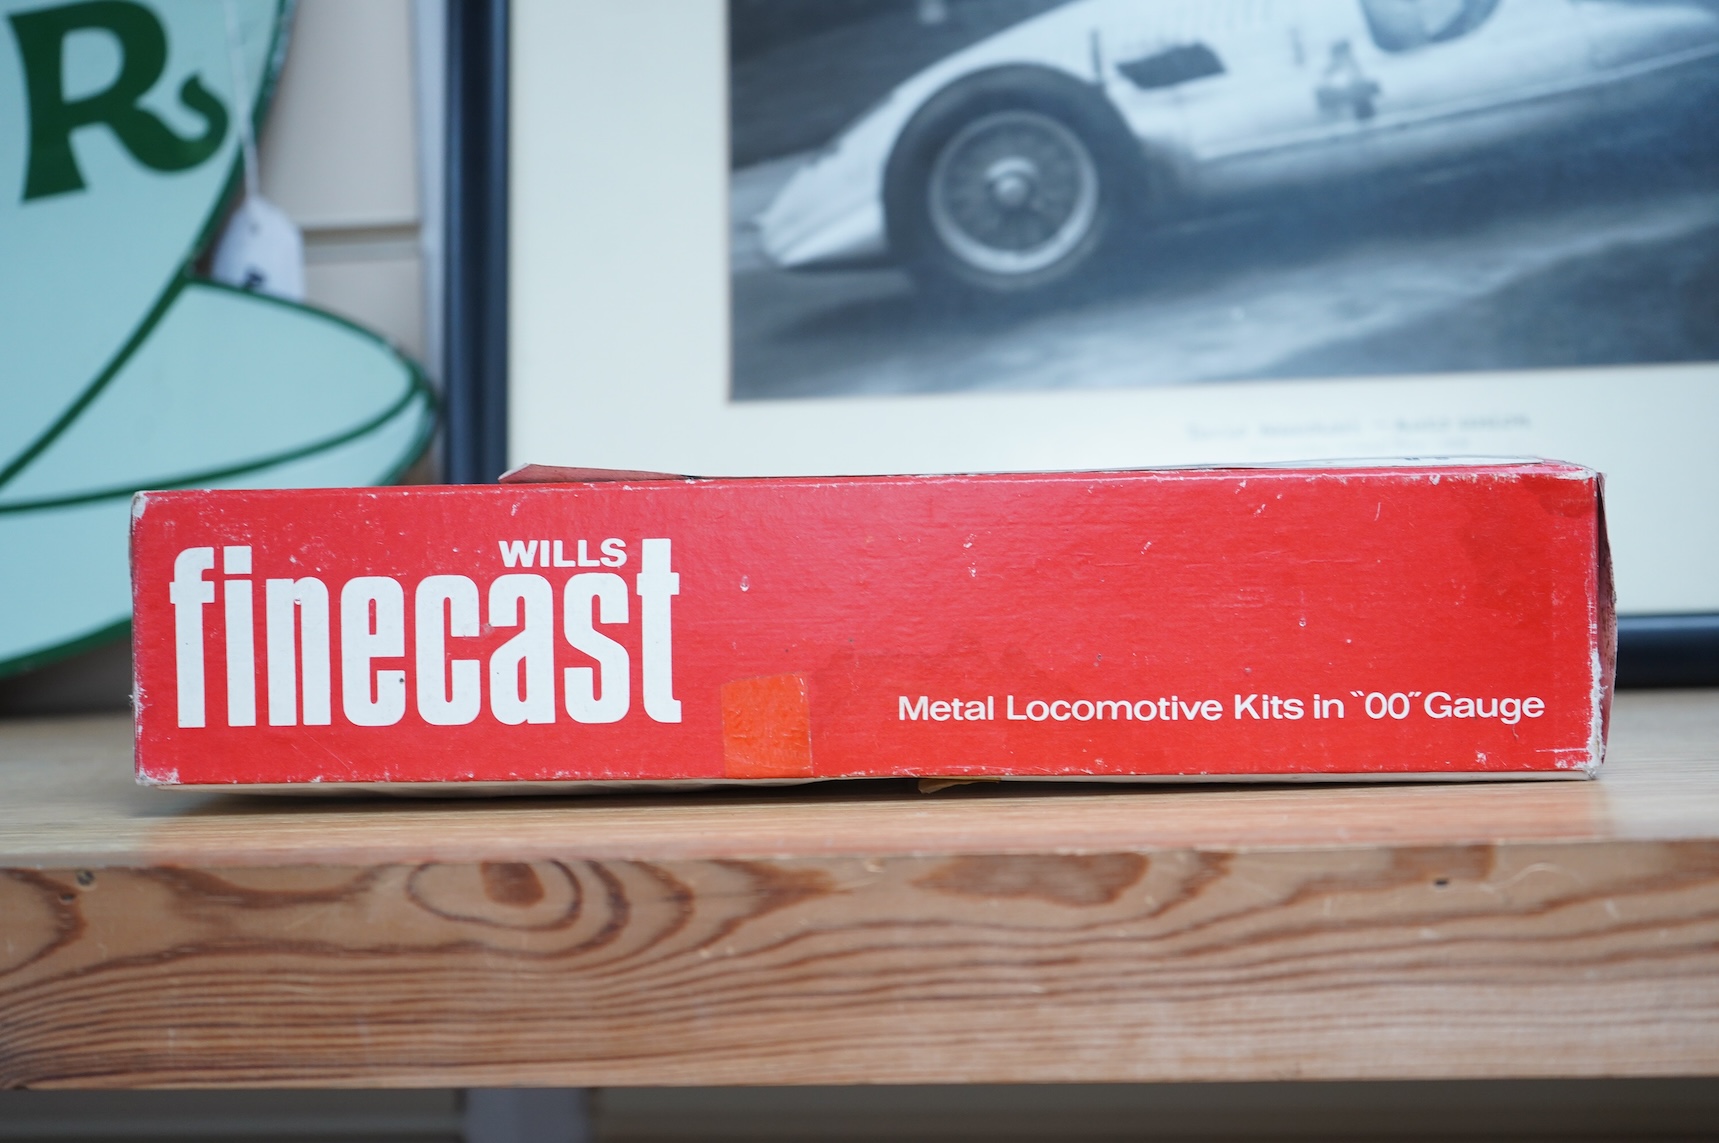 R
WILLS
finecast
Metal Locomotive Kits in "00" Gauge